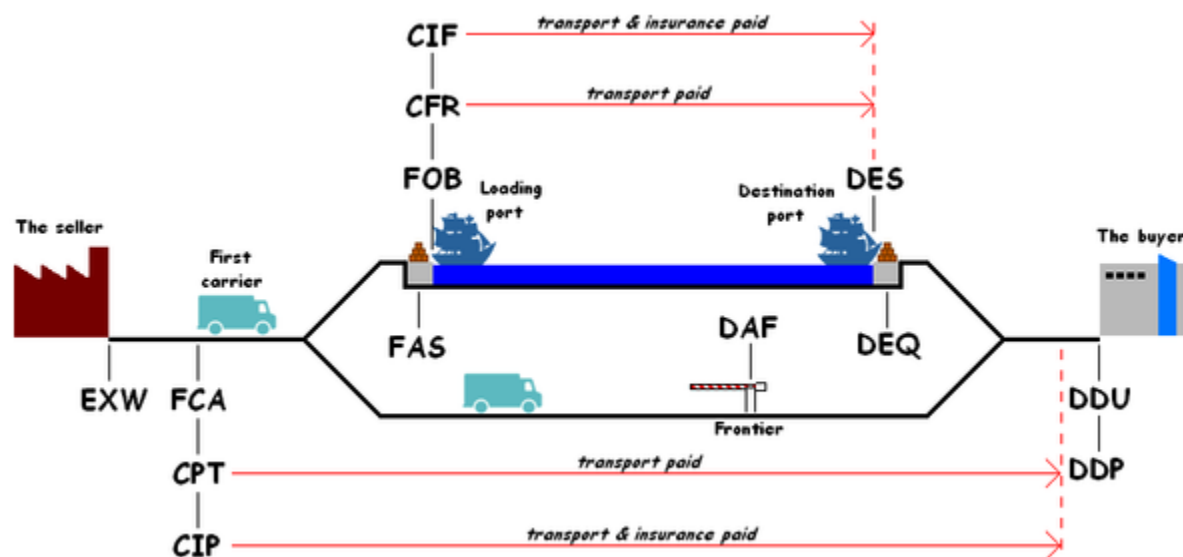 CIF
transport & insurance paid
CFR
transport paid
FOB
DES
Loading
port
Destination
port
The seller
First
carrier
The buyer
FAS
DAF
DEQ
EXW
FCA
Frontier
DDU
CPT
transport paid
DDP
CIP
transport & insurance paid